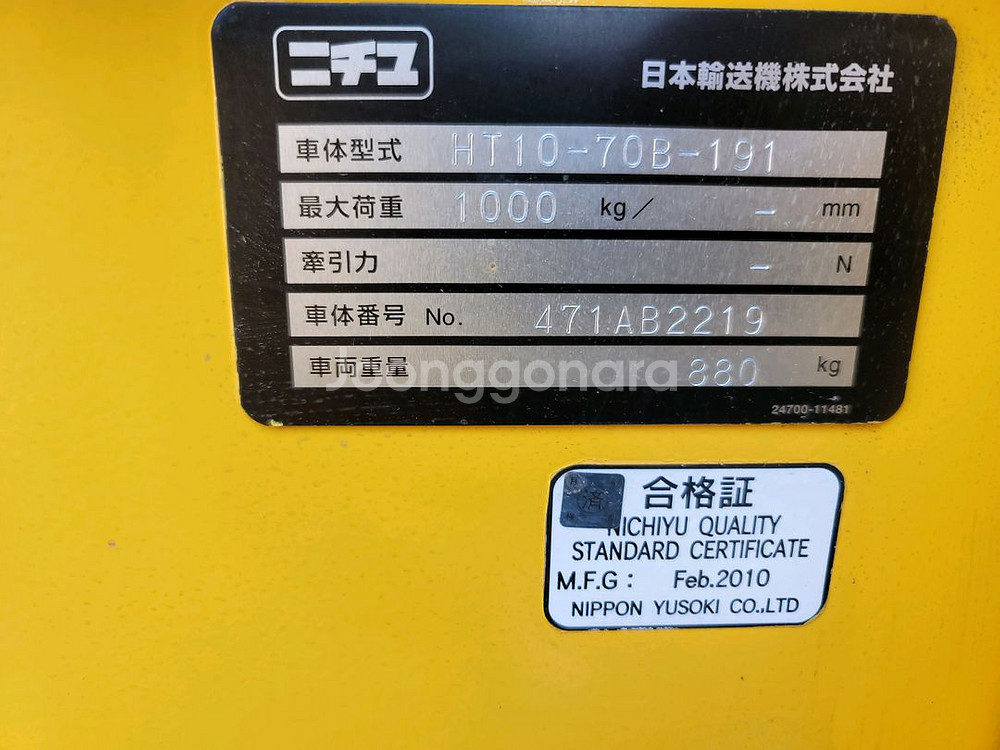 ニチユ
日本輸送機株式会社
車体型式 HT10-70B-191
最大荷重 1000 kg／ - mm
牽引力 - N
車体番号 No. 471AB2219
車両重量 880 kg
Joonggonara
24700-11481
済
合格証
NICHIYU QUALITY
STANDARD CERTIFICATE
M.F.G : Feb.2010
NIPPON YUSOKI CO.,LTD